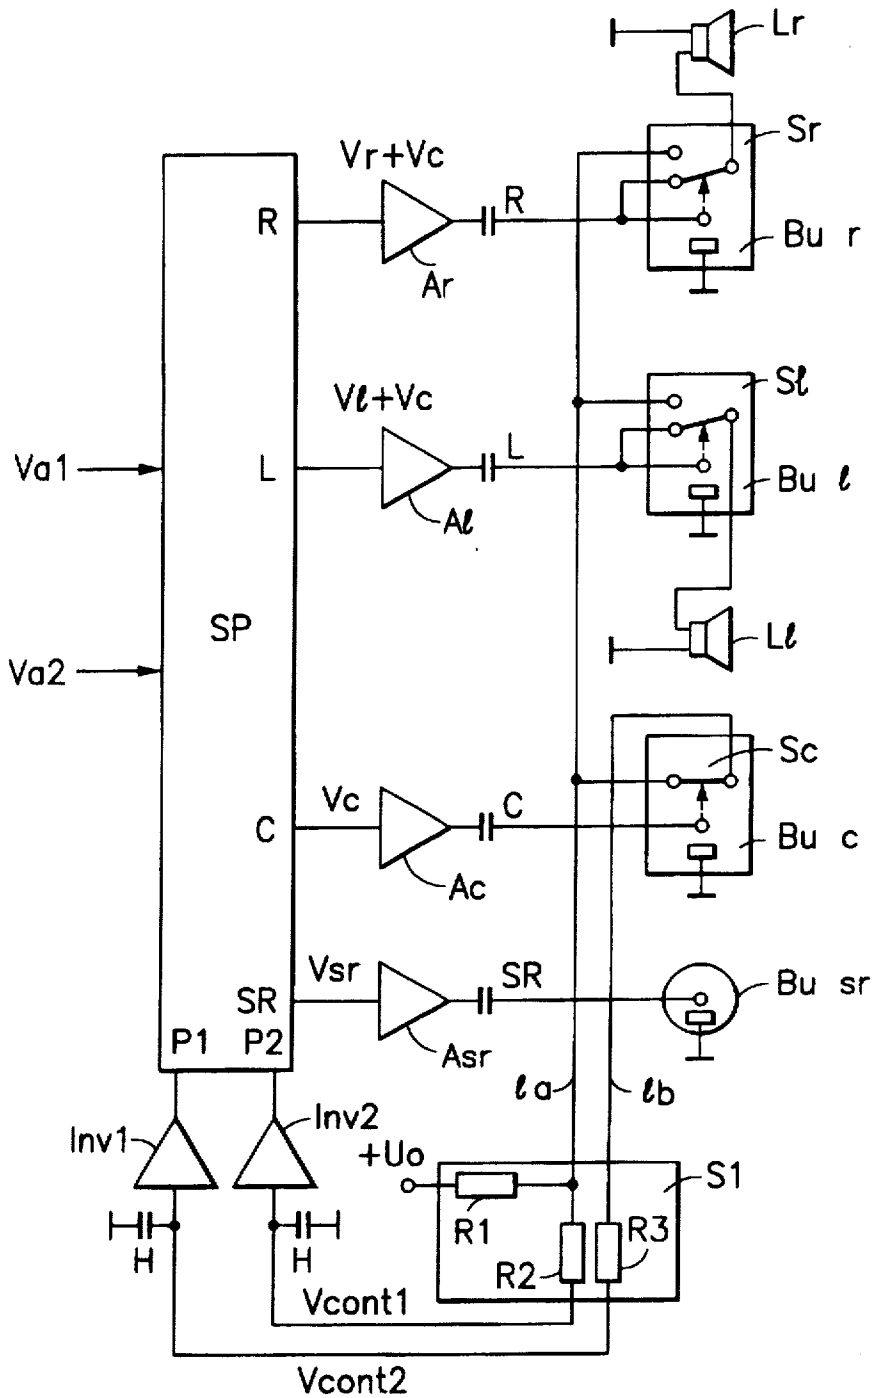 Lr
Sr
Vr+Vc
R
R
Bu r
Ar
Vℓ+Vc
Sℓ
Va1
L
L
Bu ℓ
Aℓ
SP
Lℓ
Va2
Sc
Vc
C
C
Bu c
Ac
Vsr
SR
SR
Bu sr
P1 P2
Asr
ℓa
ℓb
Inv1
Inv2
+Uo
S1
R1
R3
H
H
R2
Vcont1
Vcont2